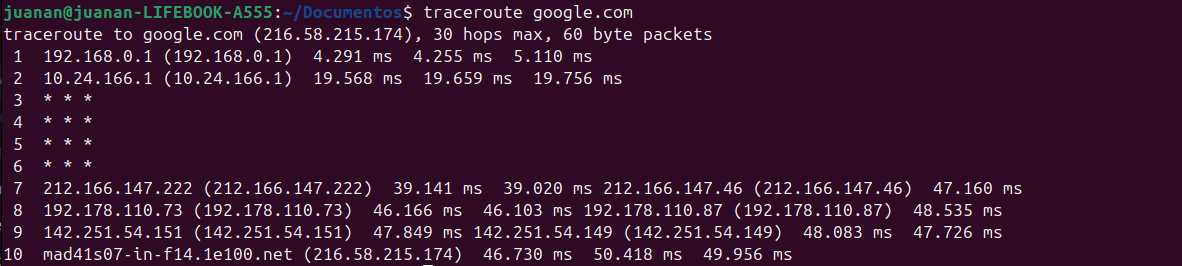 juanan@juanan-LIFEBOOK-A555:~/Documentos$ traceroute google.com
traceroute to google.com (216.58.215.174), 30 hops max, 60 byte packets
 1  192.168.0.1 (192.168.0.1)  4.291 ms  4.255 ms  5.110 ms
 2  10.24.166.1 (10.24.166.1)  19.568 ms  19.659 ms  19.756 ms
 3  * * *
 4  * * *
 5  * * *
 6  * * *
 7  212.166.147.222 (212.166.147.222)  39.141 ms  39.020 ms 212.166.147.46 (212.166.147.46)  47.160 ms
 8  192.178.110.73 (192.178.110.73)  46.166 ms  46.103 ms 192.178.110.87 (192.178.110.87)  48.535 ms
 9  142.251.54.151 (142.251.54.151)  47.849 ms 142.251.54.149 (142.251.54.149)  48.083 ms  47.726 ms
10  mad41s07-in-f14.1e100.net (216.58.215.174)  46.730 ms  50.418 ms  49.956 ms